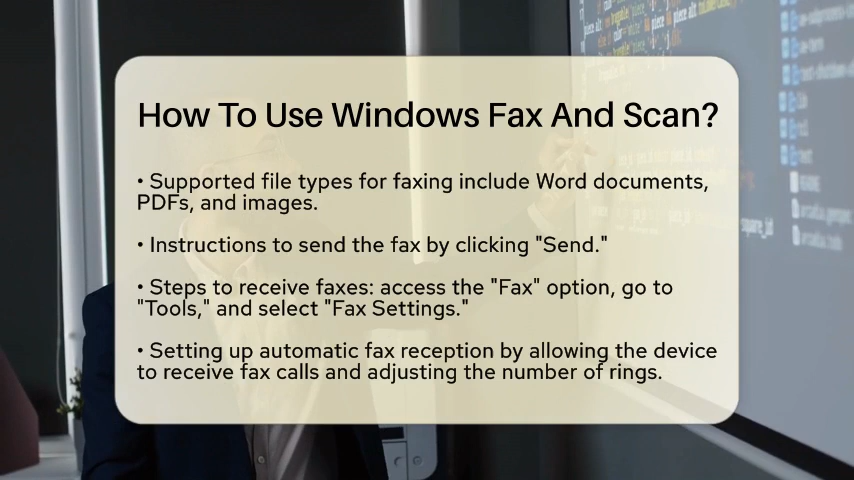 How To Use Windows Fax And Scan?
• Supported file types for faxing include Word documents,
PDFs, and images.
• Instructions to send the fax by clicking "Send."
• Steps to receive faxes: access the "Fax" option, go to
"Tools," and select "Fax Settings."
• Setting up automatic fax reception by allowing the device
to receive fax calls and adjusting the number of rings.